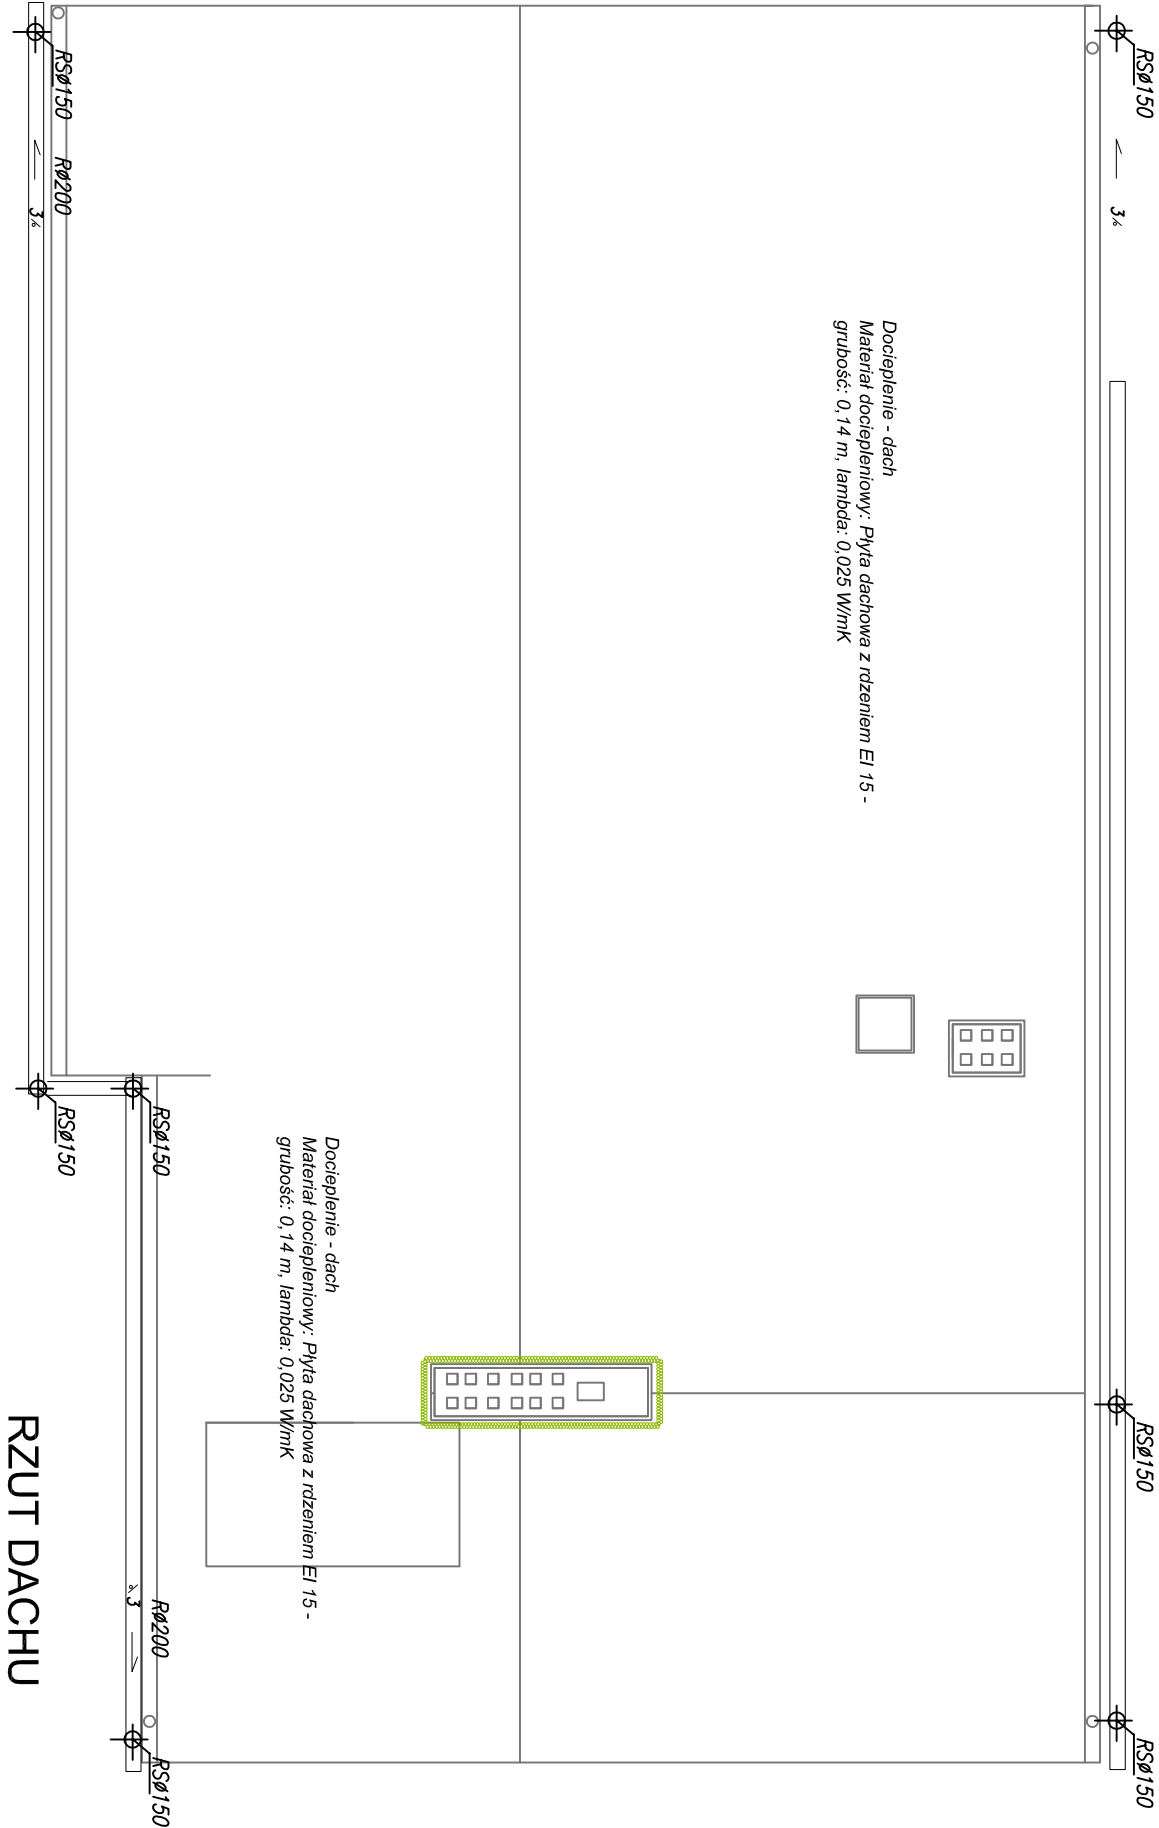 RSø150
3%
RSø150
Rø200
3%
Docieplenie - dach
Materiał dociepleniowy: Płyta dachowa z rdzeniem EI 15 -
grubość: 0,14 m, lambda: 0,025 W/mK
RSø150
RSø150
Docieplenie - dach
Materiał dociepleniowy: Płyta dachowa z rdzeniem EI 15 -
grubość: 0,14 m, lambda: 0,025 W/mK
RSø150
RSø150
% 3
Rø200
RSø150
RZUT DACHU